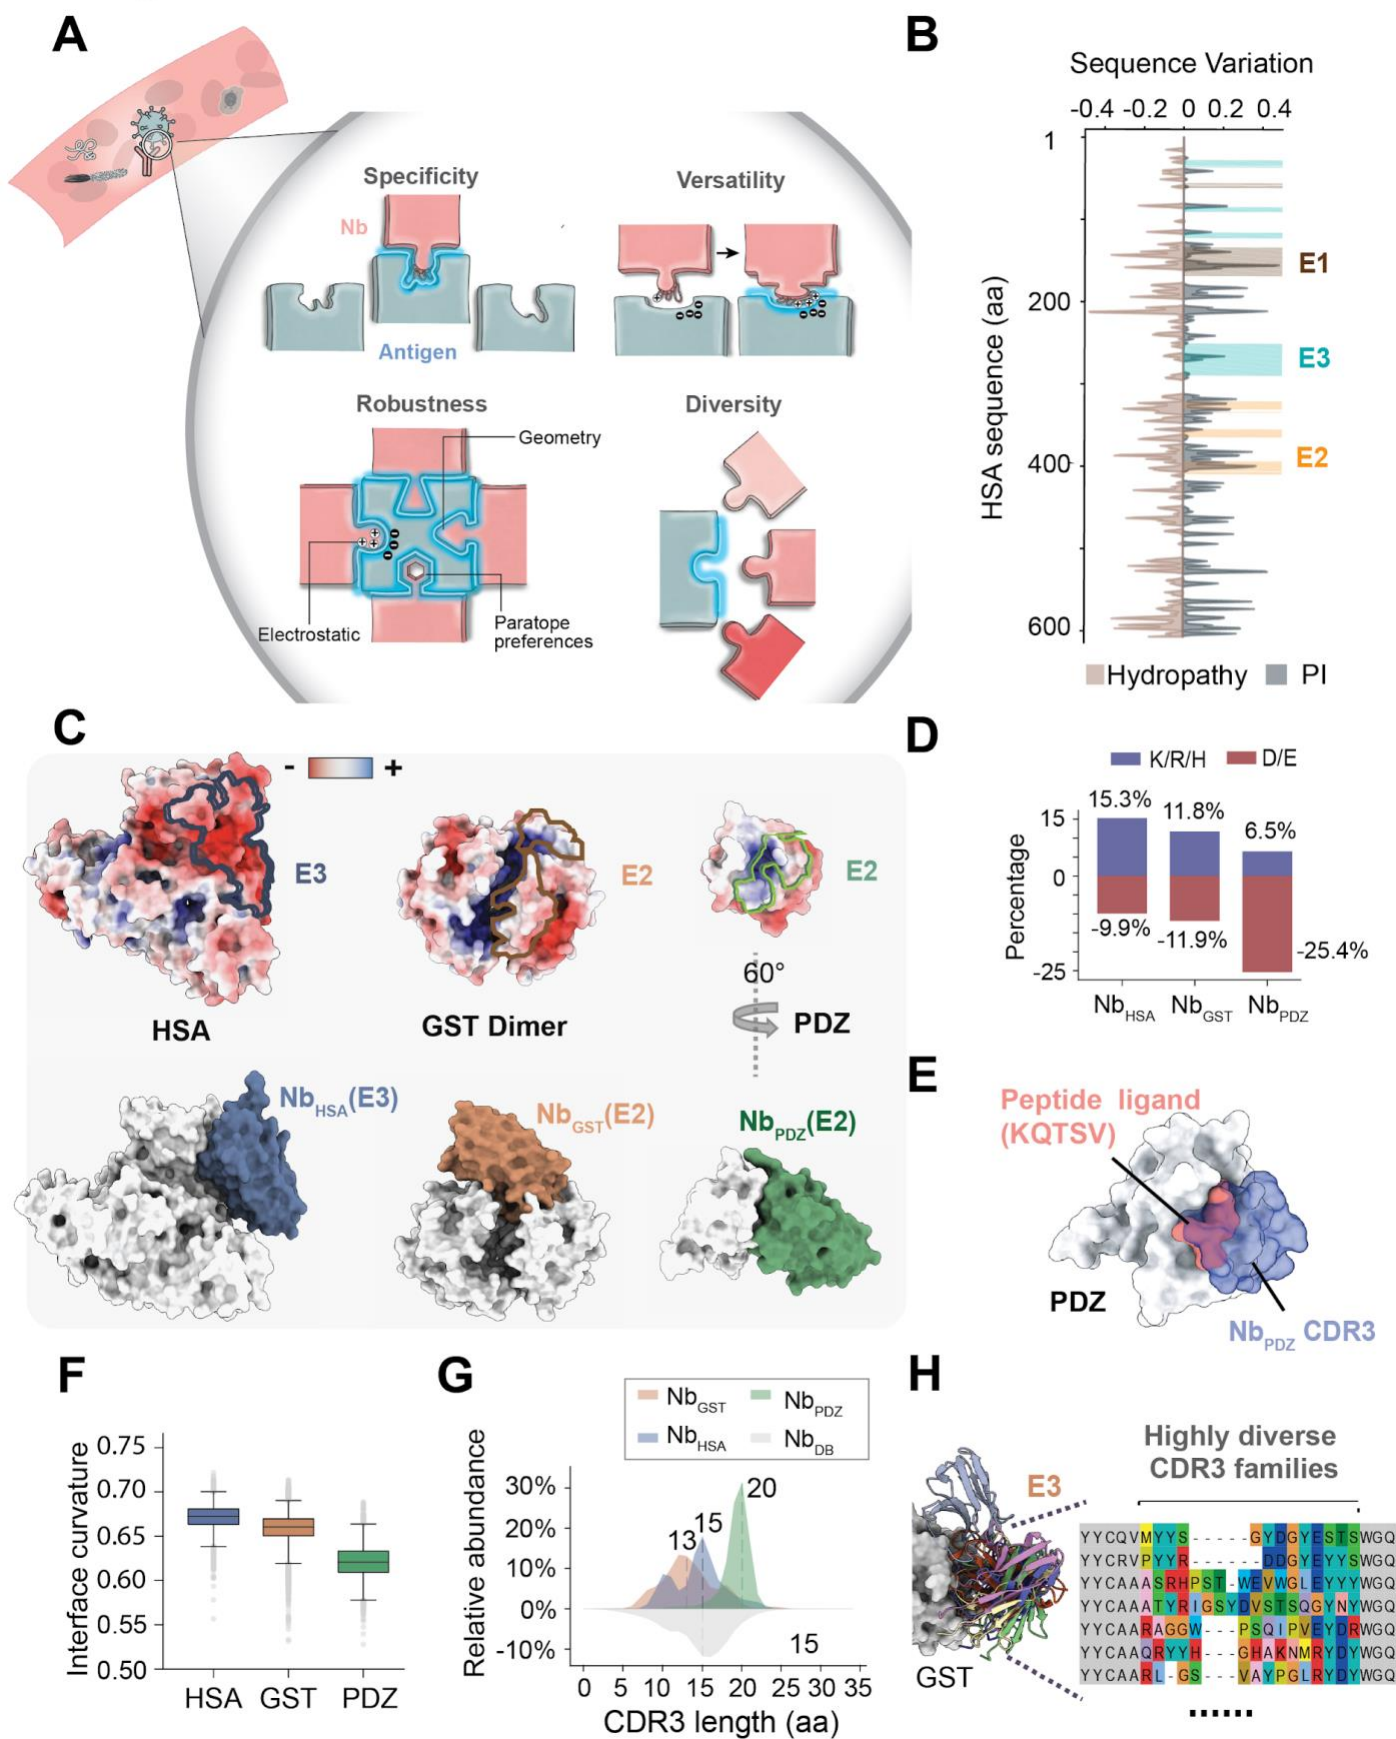 A
Specificity
Nb
Antigen
Versatility
Robustness
Geometry
Electrostatic
Paratope
preferences
Diversity
B
Sequence Variation
-0.4 -0.2 0 0.2 0.4
HSA sequence (aa)
1
200
400
600
E1
E3
E2
Hydropathy PI
C
- +
E3
E2
E2
HSA
GST Dimer
60°
PDZ
NbHSA(E3)
NbGST(E2)
NbPDZ(E2)
D
K/R/H D/E
Percentage
15
0
-25
15.3%
11.8%
6.5%
-9.9%
-11.9%
-25.4%
NbHSA NbGST NbPDZ
E
Peptide ligand
(KQTSV)
PDZ
NbPDZ CDR3
F
Interface curvature
0.75
0.70
0.65
0.60
0.55
0.50
HSA GST PDZ
G
NbGST NbPDZ
NbHSA NbDB
Relative abundance
30%
20%
10%
0%
-10%
13
15
20
15
0 5 10 15 20 25 30 35
CDR3 length (aa)
H
Highly diverse
CDR3 families
E3
GST
YYCQVMYYS-----GYDGYESTSWGQ
YYCRVPYYR------DDGYEYYSWGQ
YYCAAASRHPST-WEVWGLEYYYWGQ
YYCAAATYRIGSYDVSTSQGYNYWGQ
YYCAARAGGW---PSQIPVEYDRWGQ
YYCAAQRYYH---GHAKNMRYDYWGQ
YYCAARL-GS---VAYPGLRYDYWGQ